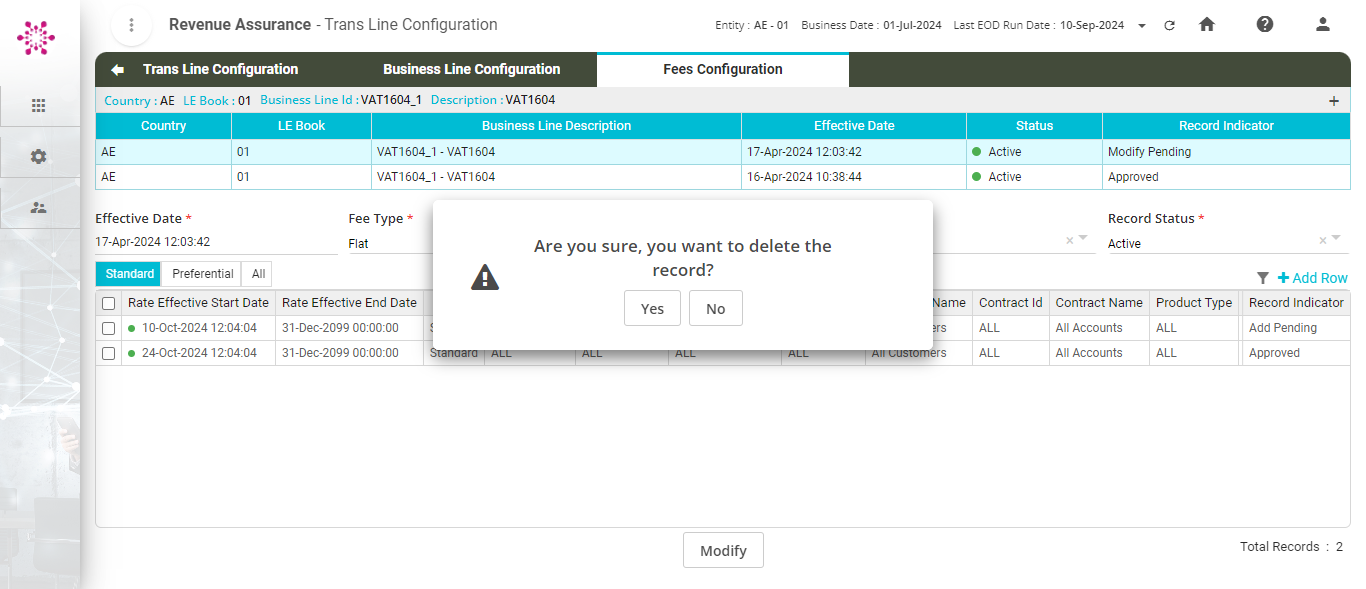 Revenue Assurance - Trans Line Configuration
Entity : AE - 01 Business Date : 01-Jul-2024 Last EOD Run Date : 10-Sep-2024
Trans Line Configuration Business Line Configuration Fees Configuration
Country : AE LE Book : 01 Business Line Id : VAT1604_1 Description : VAT1604 +
Country LE Book Business Line Description Effective Date Status Record Indicator
AE 01 VAT1604_1 - VAT1604 17-Apr-2024 12:03:42 Active Modify Pending
AE 01 VAT1604_1 - VAT1604 16-Apr-2024 10:38:44 Active Approved
Effective Date * Fee Type * Record Status *
17-Apr-2024 12:03:42 Flat × Active ×
Are you sure, you want to delete the
record?
Yes No
Standard Preferential All + Add Row
Rate Effective Start Date Rate Effective End Date Name Contract Id Contract Name Product Type Record Indicator
10-Oct-2024 12:04:04 31-Dec-2099 00:00:00 ALL All Accounts ALL Add Pending
24-Oct-2024 12:04:04 31-Dec-2099 00:00:00 Standard ALL ALL ALL ALL All Customers ALL All Accounts ALL Approved
Modify
Total Records : 2